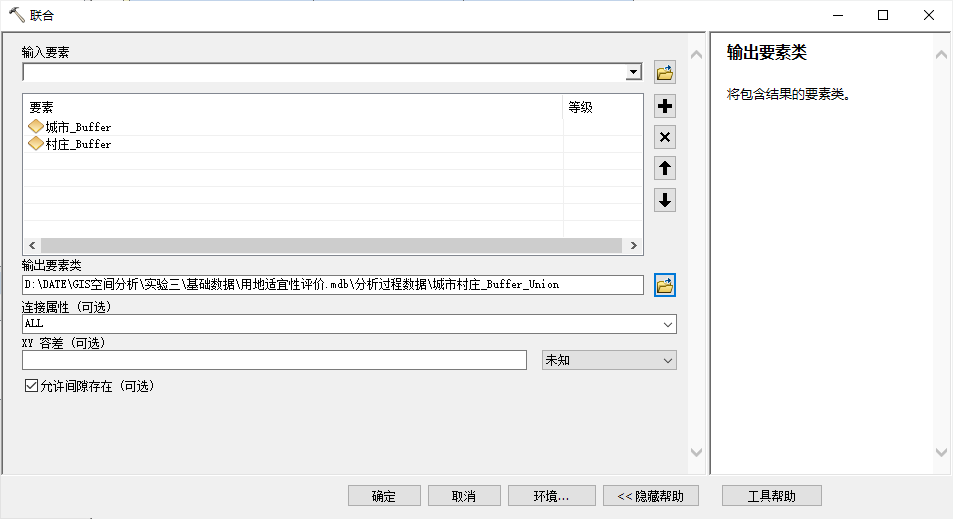 联合
输入要素
要素 等级
城市_Buffer
村庄_Buffer
输出要素类
D:\DATE\GIS空间分析\实验三\基础数据\用地适宜性评价.mdb\分析过程数据\城市村庄_Buffer_Union
连接属性（可选）
ALL
XY 容差（可选）
未知
允许间隙存在（可选）
确定 取消 环境... <<隐藏帮助 工具帮助
输出要素类
将包含结果的要素类。